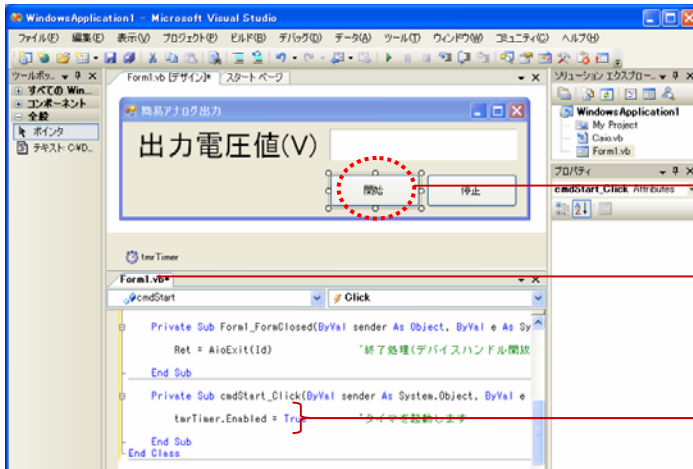 WindowsApplication1 - Microsoft Visual Studio
ファイル(F) 編集(E) 表示(V) プロジェクト(P) ビルド(B) デバッグ(D) データ(A) ツール(T) ウィンドウ(W) コミュニティ(C) ヘルプ(H)
ツールボッ...
すべての Win...
コンポーネント
全般
ポインタ
テキスト: C¥D...
Form1.vb [デザイン]* スタート ページ
簡易アナログ出力
出力電圧値(V)
開始 停止
tmrTimer
Form1.vb*
cmdStart Click
Private Sub Form1_FormClosed(ByVal sender As Object, ByVal e As Sy
Ret = AioExit(Id) '終了処理(デバイスハンドル開放
End Sub
Private Sub cmdStart_Click(ByVal sender As System.Object, ByVal e
tmrTimer.Enabled = True 'タイマを起動します
End Sub
End Class
ソリューション エクスプロー...
WindowsApplication1
My Project
Caio.vb
Form1.vb
プロパティ
cmdStart_Click Attributes